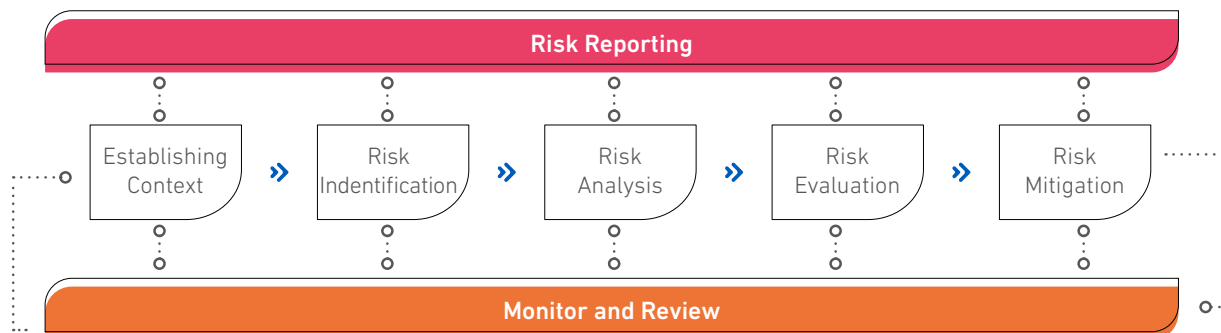 Risk Reporting
Establishing
Context
Risk
Indentification
Risk
Analysis
Risk
Evaluation
Risk
Mitigation
Monitor and Review